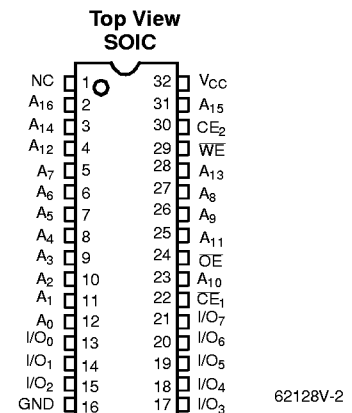 Top View
SOIC
NC 1 32 VCC
A16 2 31 A15
A14 3 30 CE2
A12 4 29 WE
A7 5 28 A13
A6 6 27 A8
A5 7 26 A9
A4 8 25 A11
A3 9 24 OE
A2 10 23 A10
A1 11 22 CE1
A0 12 21 I/O7
I/O0 13 20 I/O6
I/O1 14 19 I/O5
I/O2 15 18 I/O4
GND 16 17 I/O3
62128V-2